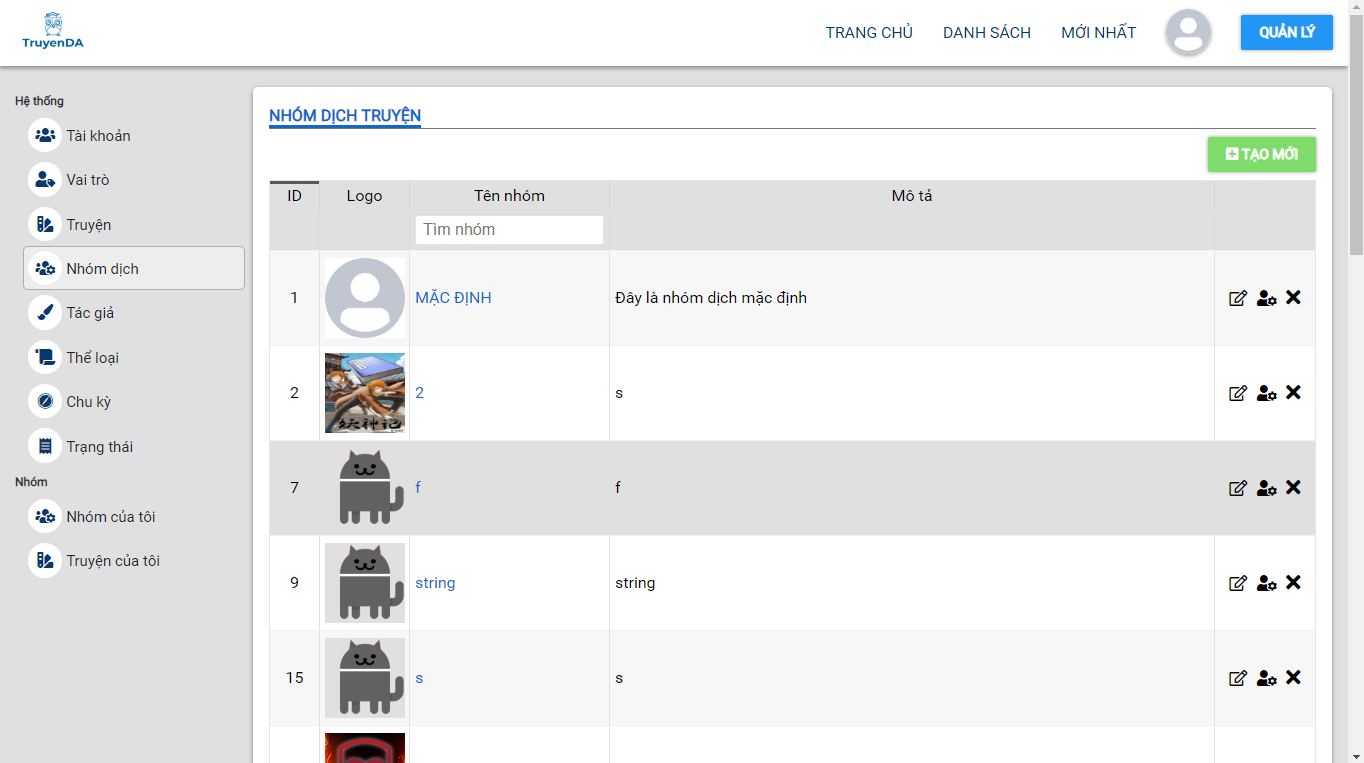 TruyenDA
TRANG CHỦ DANH SÁCH MỚI NHẤT QUẢN LÝ
Hệ thống
Tài khoản
Vai trò
Truyện
Nhóm dịch
Tác giả
Thể loại
Chu kỳ
Trạng thái
Nhóm
Nhóm của tôi
Truyện của tôi
NHÓM DỊCH TRUYỆN
TẠO MỚI
ID Logo Tên nhóm Mô tả
Tìm nhóm
1 MẶC ĐỊNH Đây là nhóm dịch mặc định
2 2 s
妖神记
7 f f
9 string string
15 s s